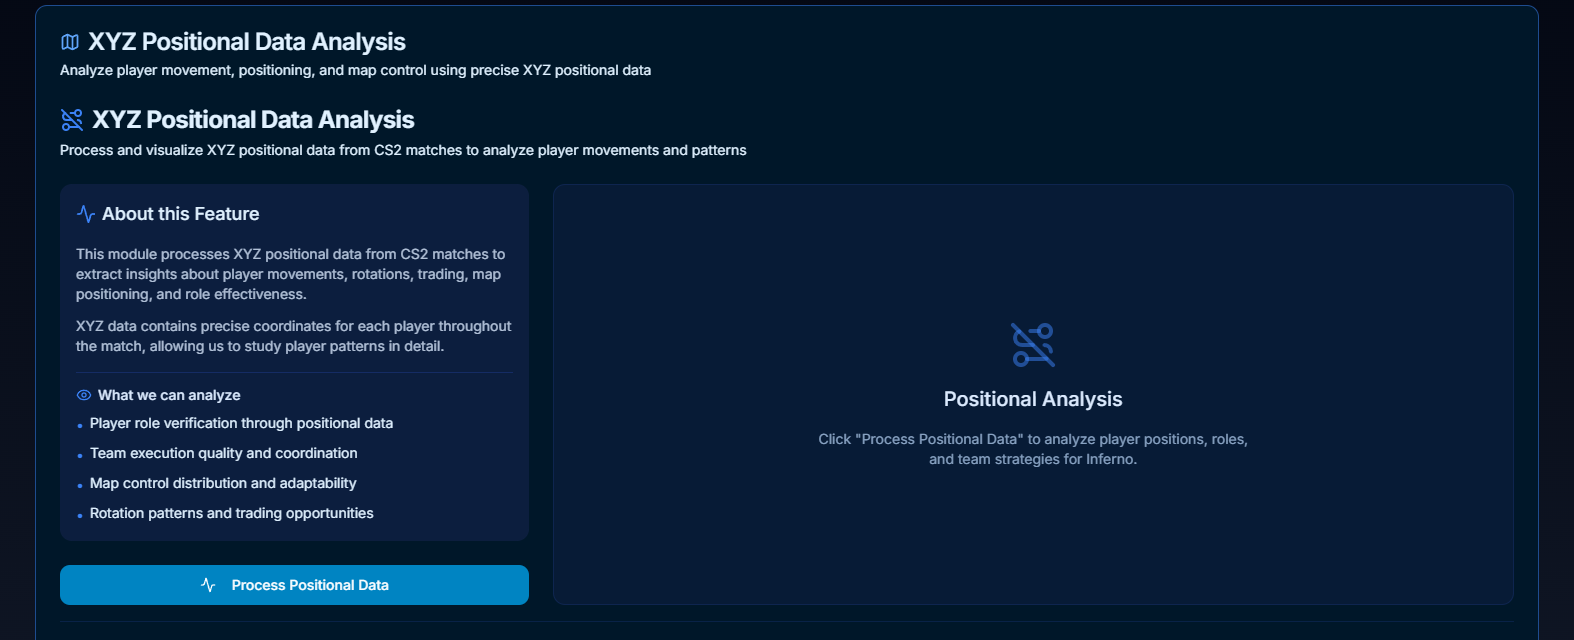 XYZ Positional Data Analysis
Analyze player movement, positioning, and map control using precise XYZ positional data
XYZ Positional Data Analysis
Process and visualize XYZ positional data from CS2 matches to analyze player movements and patterns
About this Feature
This module processes XYZ positional data from CS2 matches to
extract insights about player movements, rotations, trading, map
positioning, and role effectiveness.
XYZ data contains precise coordinates for each player throughout
the match, allowing us to study player patterns in detail.
What we can analyze
Player role verification through positional data
Team execution quality and coordination
Map control distribution and adaptability
Rotation patterns and trading opportunities
Process Positional Data
Positional Analysis
Click "Process Positional Data" to analyze player positions, roles,
and team strategies for Inferno.